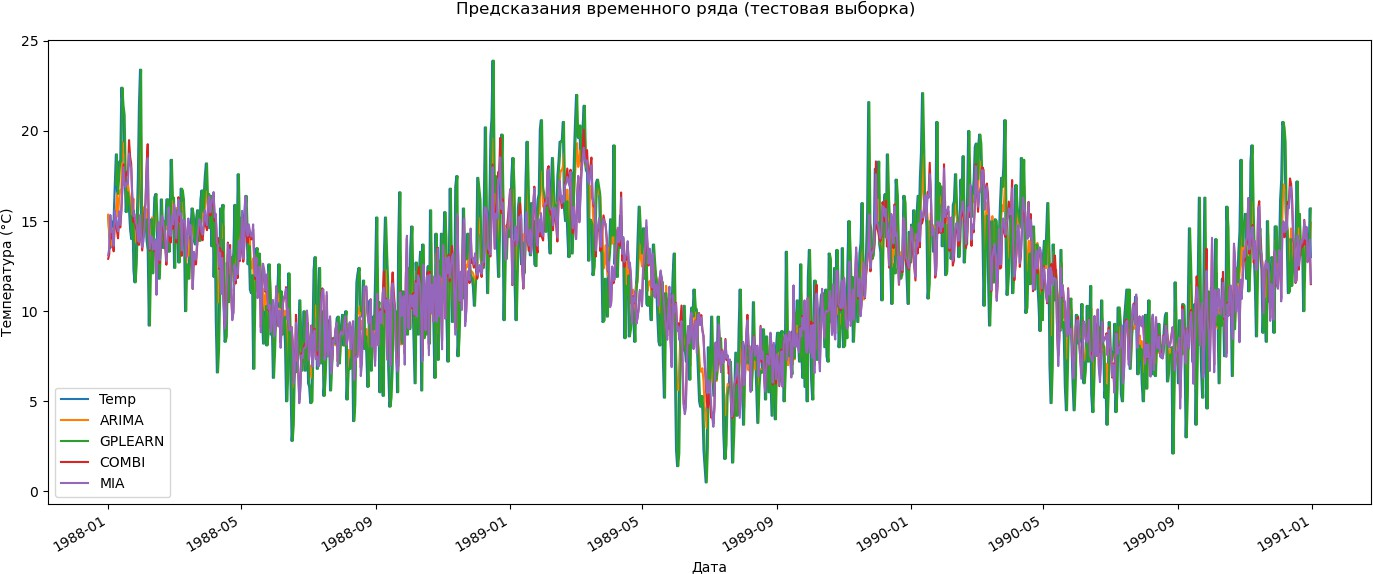 Предсказания временного ряда (тестовая выборка)
Температура (°C)
25
20
15
10
5
0
Temp
ARIMA
GPLEARN
COMBI
MIA
1988-01
1988-05
1988-09
1989-01
1989-05
1989-09
1990-01
1990-05
1990-09
1991-01
Дата